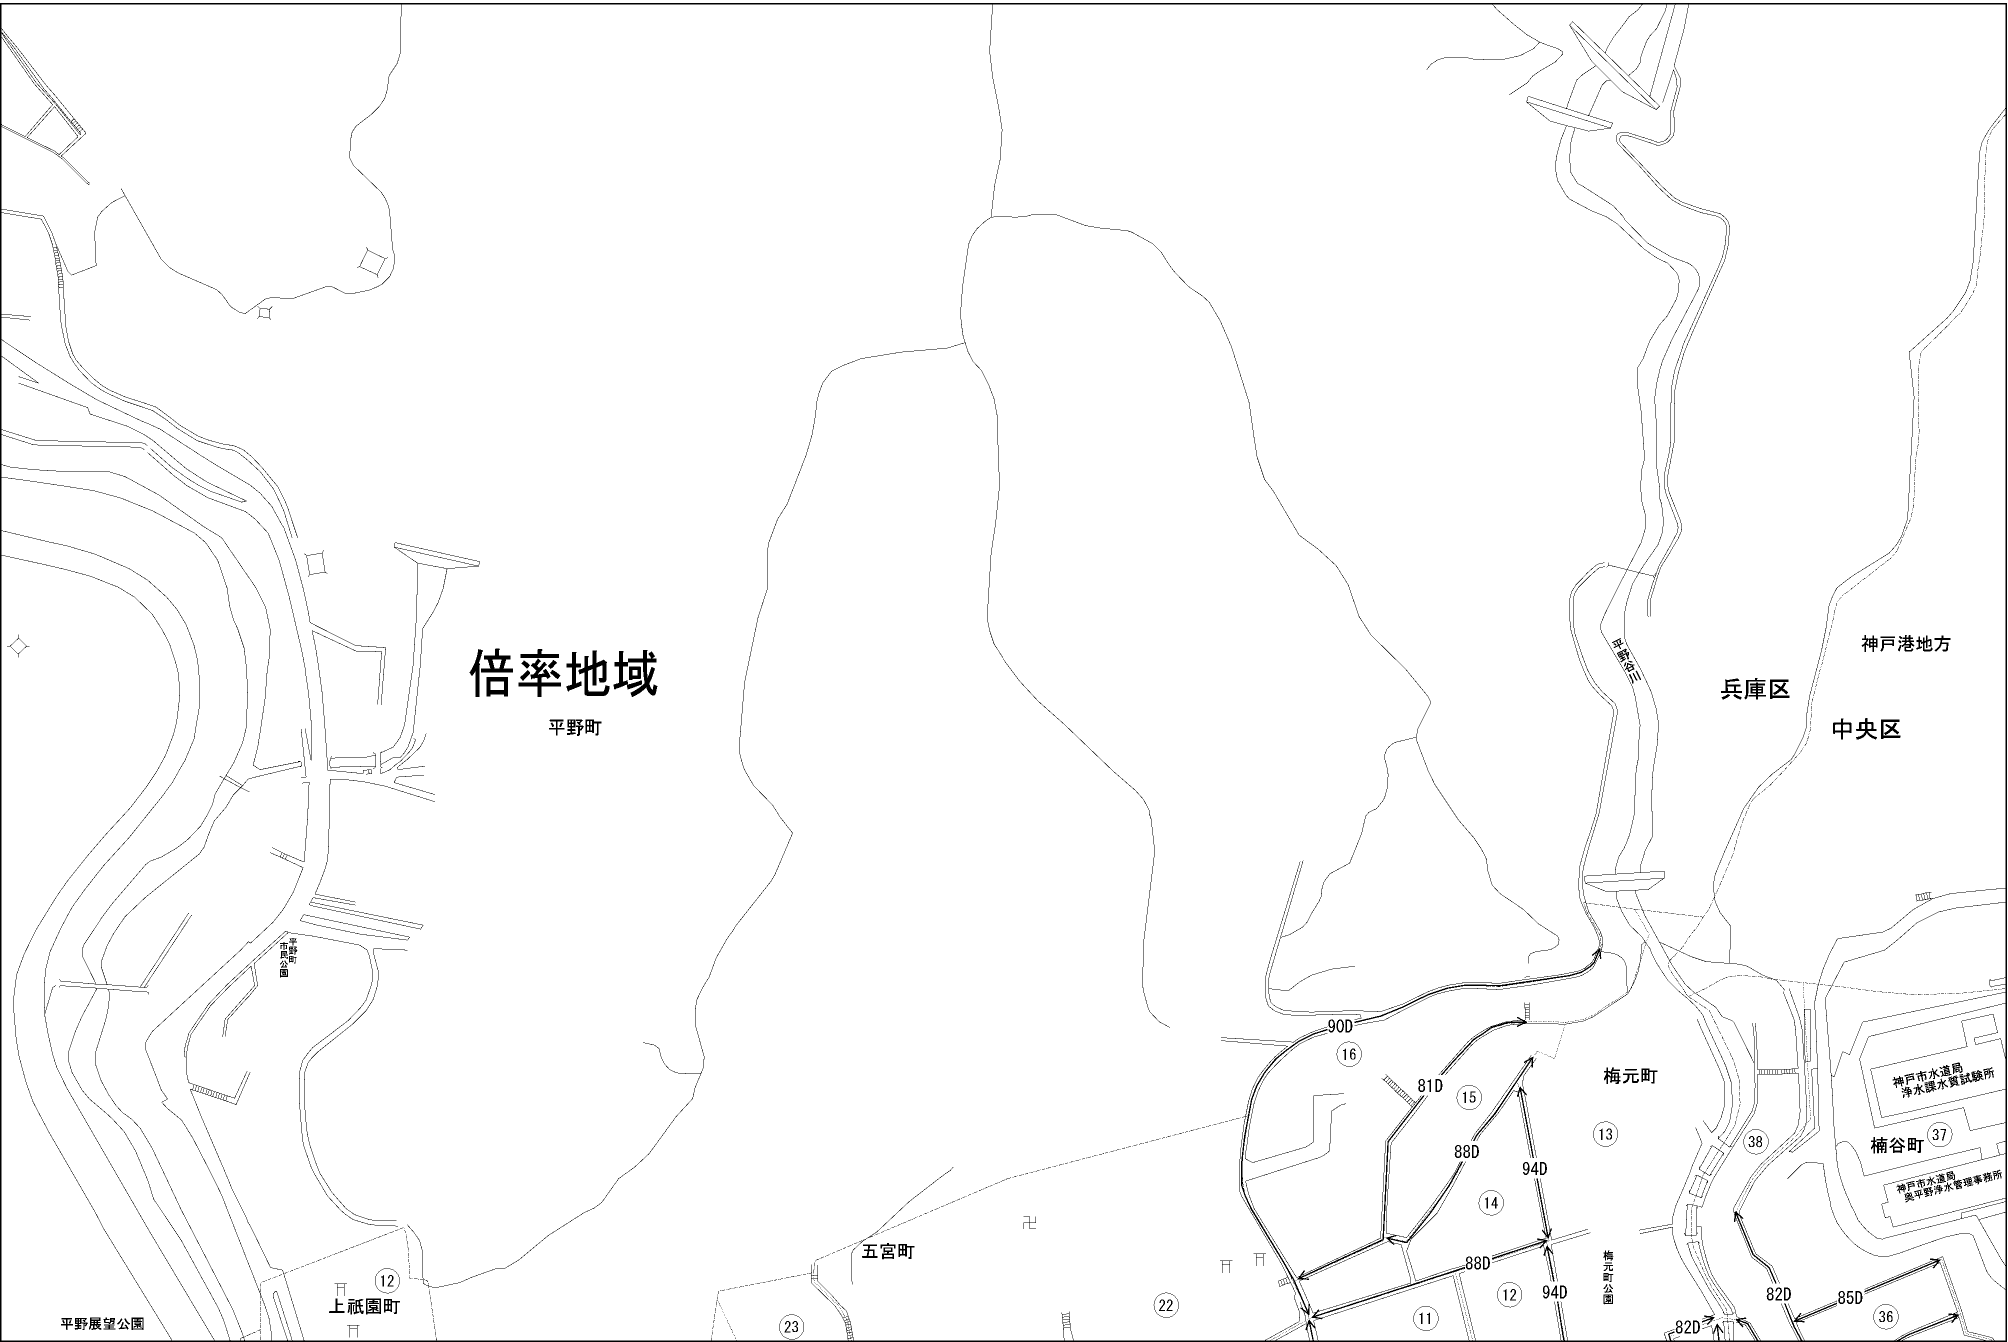 神戸港地方
兵庫区
中央区
平野谷川
倍率地域
平野町
平野町
市民公園
90D
16
81D
15
梅元町
13
88D
94D
14
38
神戸市水道局
浄水課水質試験所
楠谷町
37
神戸市水道局
奥平野浄水管理事務所
五宮町
88D
12
94D
梅元町公園
11
22
23
12
上祇園町
平野展望公園
82D
85D
36
82D